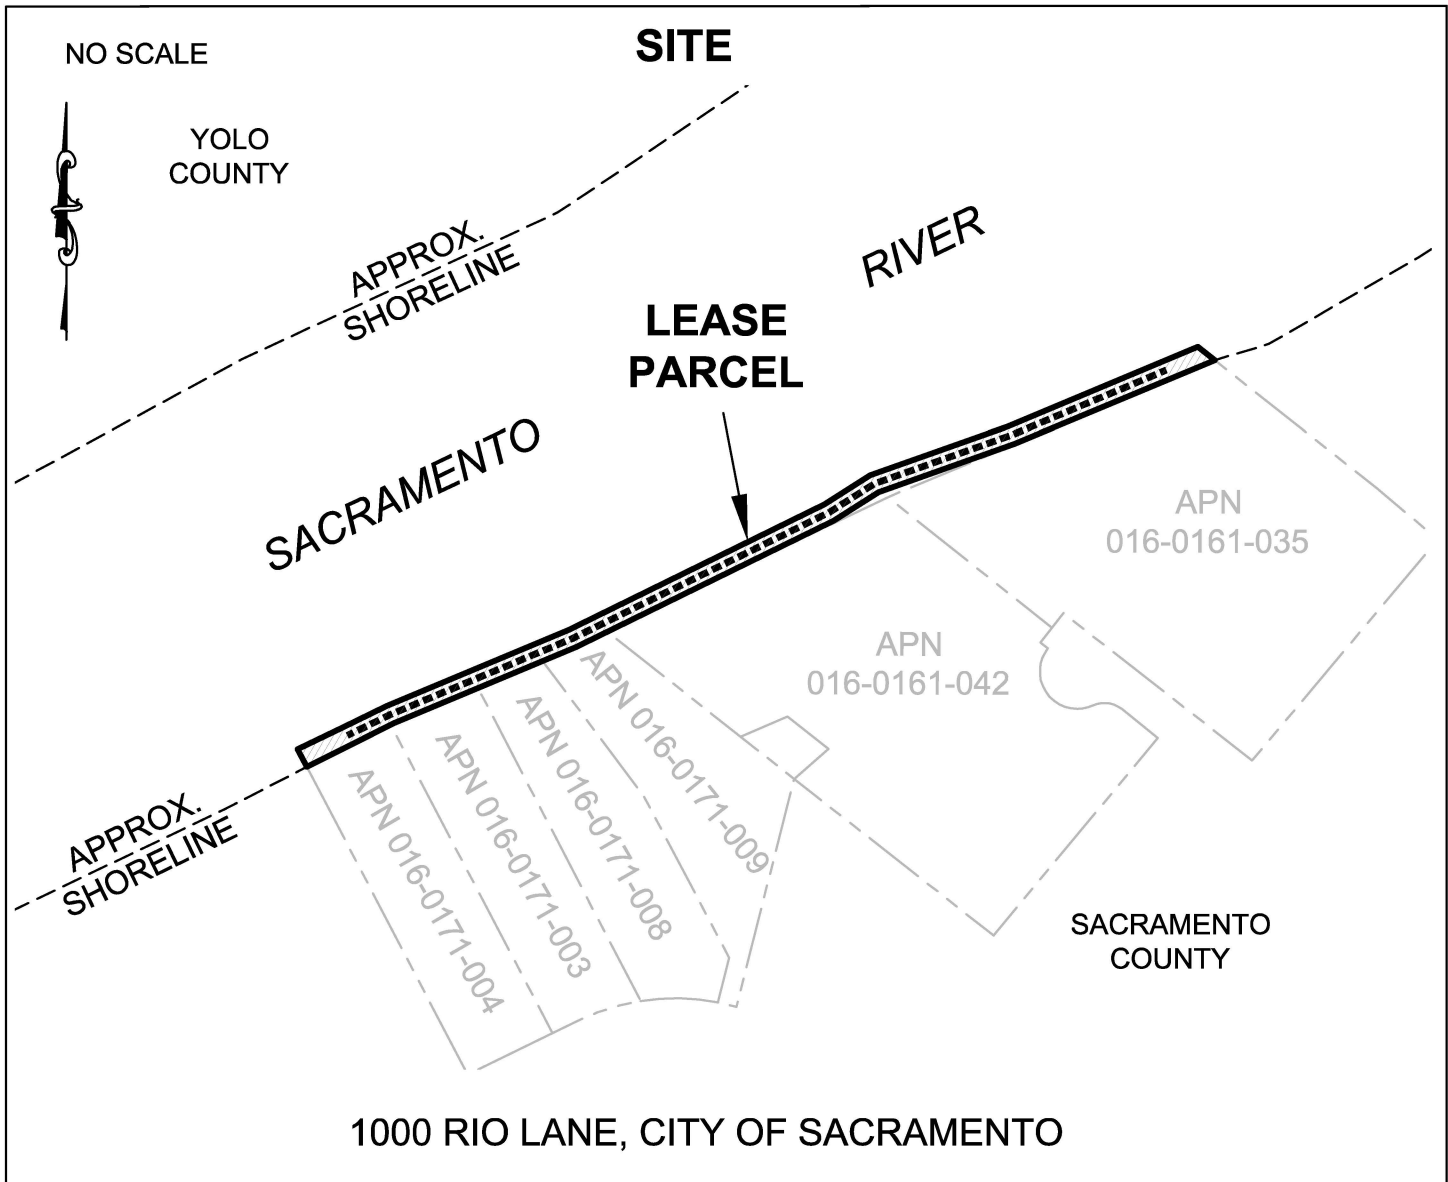 SITE
NO SCALE
YOLO
COUNTY
APPROX.
SHORELINE
RIVER
LEASE
PARCEL
SACRAMENTO
APN
016-0161-035
APN
016-0161-042
APN 016-0171-009
APN 016-0171-008
APN 016-0171-003
APN 016-0171-004
APPROX.
SHORELINE
SACRAMENTO
COUNTY
1000 RIO LANE, CITY OF SACRAMENTO